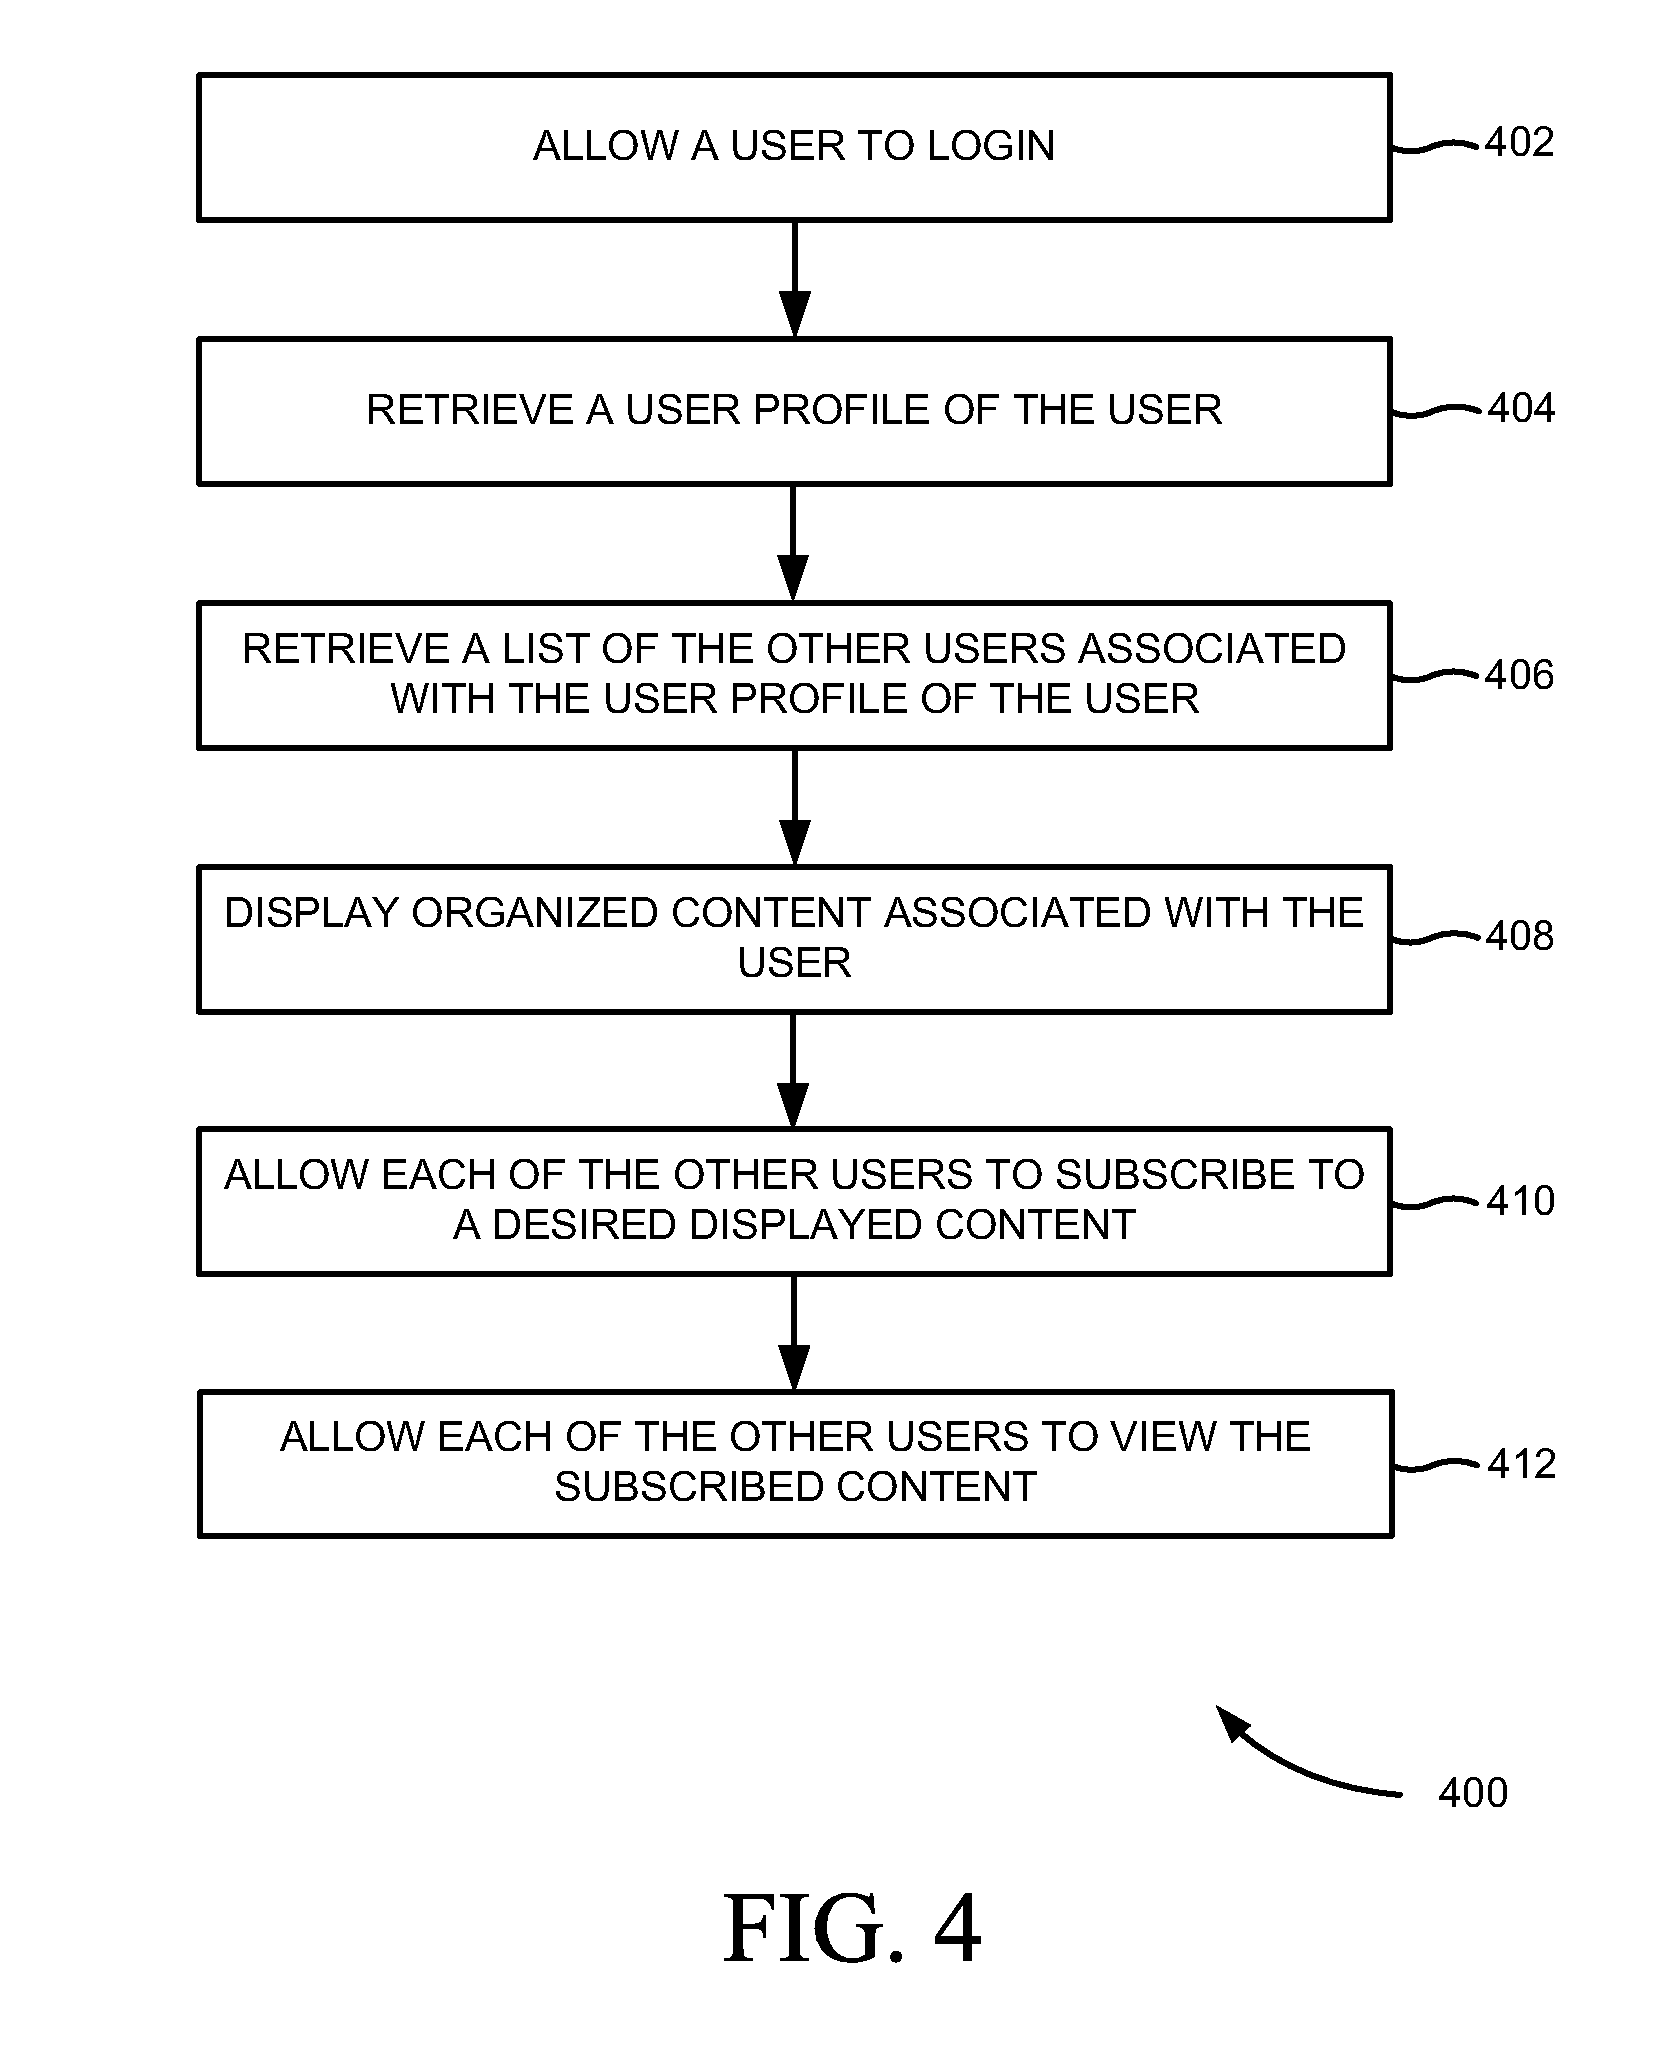 ALLOW A USER TO LOGIN
402
RETRIEVE A USER PROFILE OF THE USER
404
RETRIEVE A LIST OF THE OTHER USERS ASSOCIATED
WITH THE USER PROFILE OF THE USER
406
DISPLAY ORGANIZED CONTENT ASSOCIATED WITH THE
USER
408
ALLOW EACH OF THE OTHER USERS TO SUBSCRIBE TO
A DESIRED DISPLAYED CONTENT
410
ALLOW EACH OF THE OTHER USERS TO VIEW THE
SUBSCRIBED CONTENT
412
400
FIG. 4